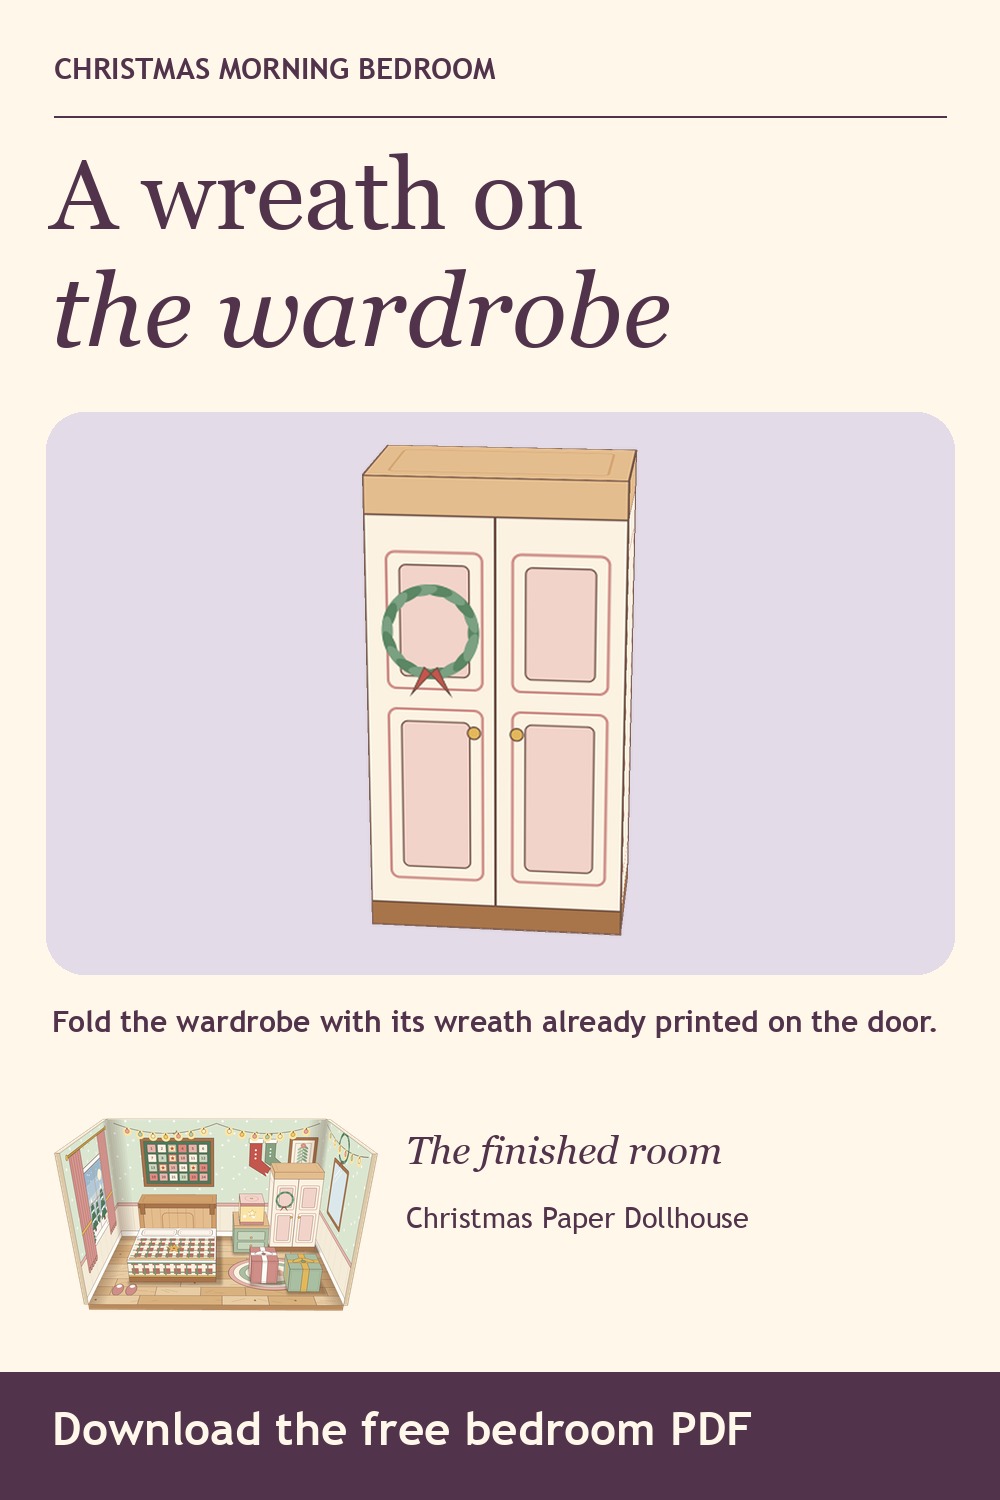 CHRISTMAS MORNING BEDROOM
A wreath on
the wardrobe
Fold the wardrobe with its wreath already printed on the door.
The finished room
Christmas Paper Dollhouse
Download the free bedroom PDF